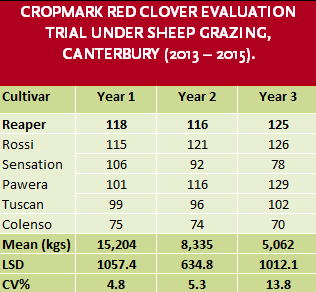 CROPMARK RED CLOVER EVALUATION
TRIAL UNDER SHEEP GRAZING,
CANTERBURY (2013 – 2015).
Cultivar Year 1 Year 2 Year 3
Reaper 118 116 125
Rossi 115 121 126
Sensation 106 92 78
Pawera 101 116 129
Tuscan 99 96 102
Colenso 75 74 70
Mean (kgs) 15,204 8,335 5,062
LSD 1057.4 634.8 1012.1
CV% 4.8 5.3 13.8